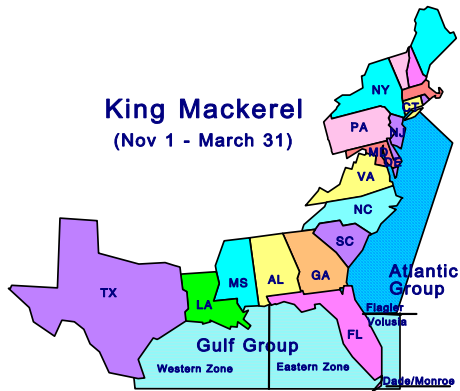 King Mackerel
(Nov 1 - March 31)
NY
CT
PA
NJ
MD
DE
VA
NC
SC
TX
LA
MS
AL
GA
FL
Atlantic
Group
Flagler
Volusia
Gulf Group
Western Zone
Eastern Zone
Dade/Monroe